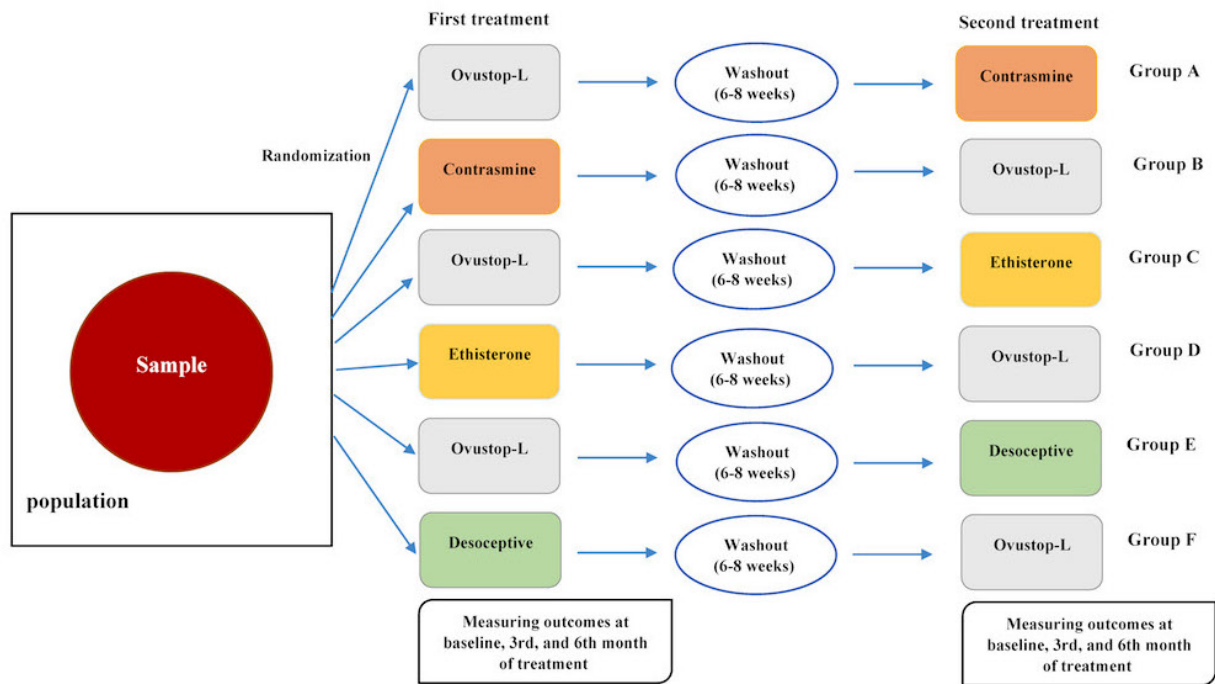 First treatment
Second treatment
Ovustop-L
Washout
(6-8 weeks)
Contrasmine
Group A
Randomization
Contrasmine
Washout
(6-8 weeks)
Ovustop-L
Group B
Ovustop-L
Washout
(6-8 weeks)
Ethisterone
Group C
Sample
population
Ethisterone
Washout
(6-8 weeks)
Ovustop-L
Group D
Ovustop-L
Washout
(6-8 weeks)
Desoceptive
Group E
Desoceptive
Washout
(6-8 weeks)
Ovustop-L
Group F
Measuring outcomes at
baseline, 3rd, and 6th month
of treatment
Measuring outcomes at
baseline, 3rd, and 6th month
of treatment